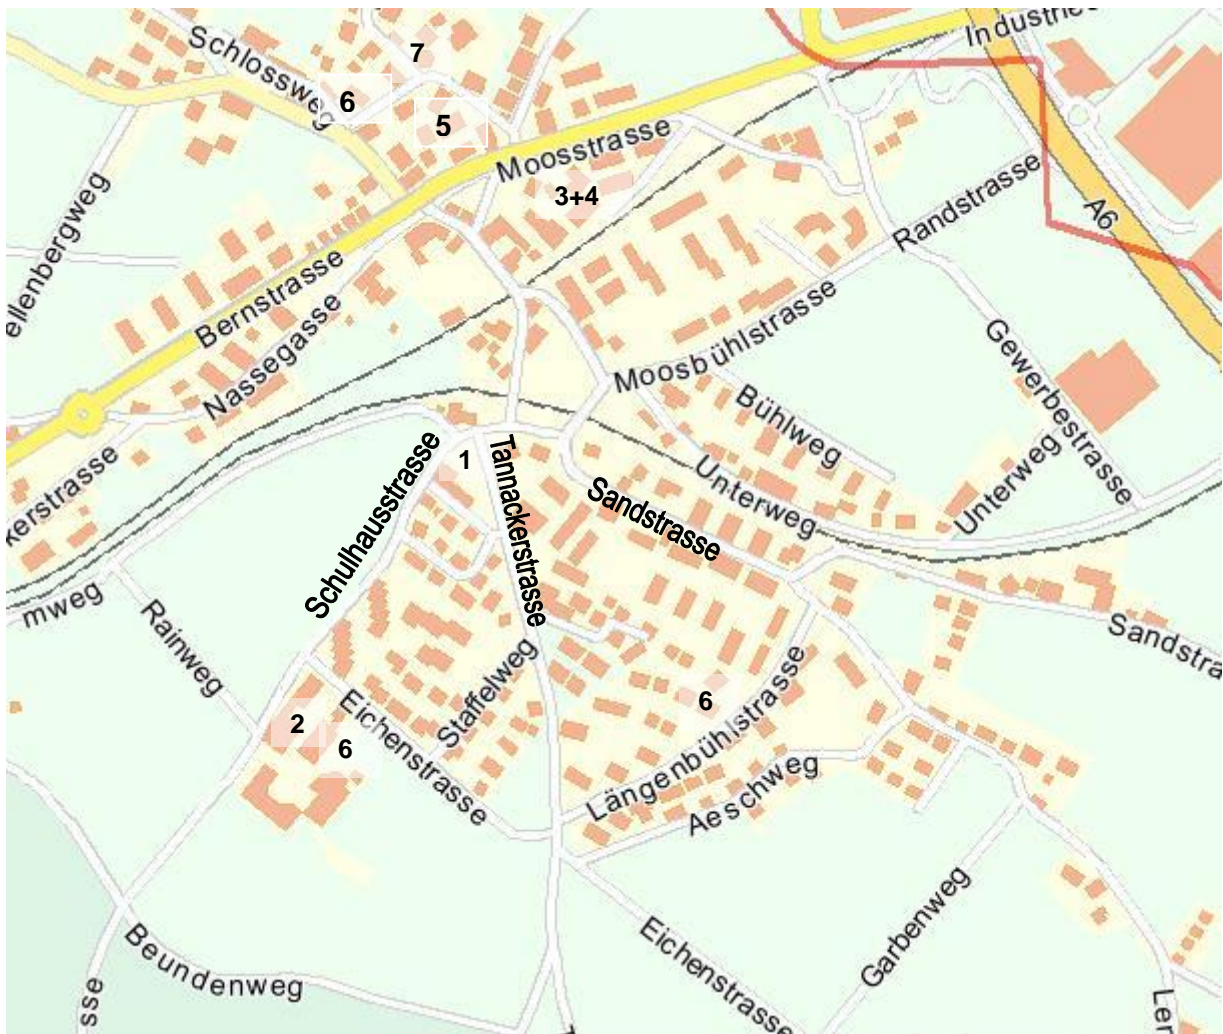 Industrie
7
Schlossweg
6
5
Moosstrasse
3+4
Randstrasse
A6
ellenbergweg
Bernstrasse
Nassegasse
Moosbühlstrasse
Gewerbestrasse
Bühlweg
Unterweg
Unterweg
kerstrasse
1
Schulhausstrasse
Tannackerstrasse
Sandstrasse
mweg
Rainweg
Sandstra
Staffelweg
2
6
Eichenstrasse
6
Längenbühlstrasse
Aeschweg
Garbenweg
Eichenstrasse
Beundenweg
sse
Ler